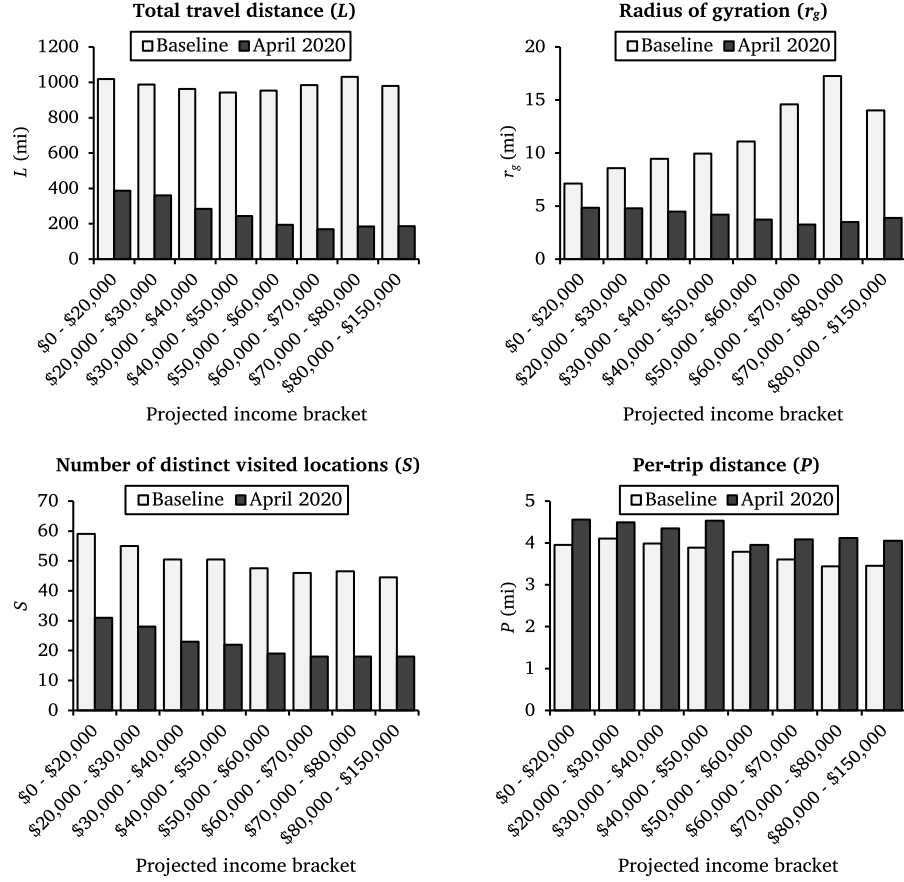 Total travel distance (L)
Baseline April 2020
1200
1000
800
600
400
200
0
L (mi)
$0 - $20,000
$20,000 - $30,000
$30,000 - $40,000
$40,000 - $50,000
$50,000 - $60,000
$60,000 - $70,000
$70,000 - $80,000
$80,000 - $150,000
Projected income bracket
Radius of gyration (rg)
Baseline April 2020
20
15
10
5
0
rg (mi)
$0 - $20,000
$20,000 - $30,000
$30,000 - $40,000
$40,000 - $50,000
$50,000 - $60,000
$60,000 - $70,000
$70,000 - $80,000
$80,000 - $150,000
Projected income bracket
Number of distinct visited locations (S)
Baseline April 2020
70
60
50
40
30
20
10
0
S
$0 - $20,000
$20,000 - $30,000
$30,000 - $40,000
$40,000 - $50,000
$50,000 - $60,000
$60,000 - $70,000
$70,000 - $80,000
$80,000 - $150,000
Projected income bracket
Per-trip distance (P)
Baseline April 2020
5
4
3
2
1
0
P (mi)
$0 - $20,000
$20,000 - $30,000
$30,000 - $40,000
$40,000 - $50,000
$50,000 - $60,000
$60,000 - $70,000
$70,000 - $80,000
$80,000 - $150,000
Projected income bracket